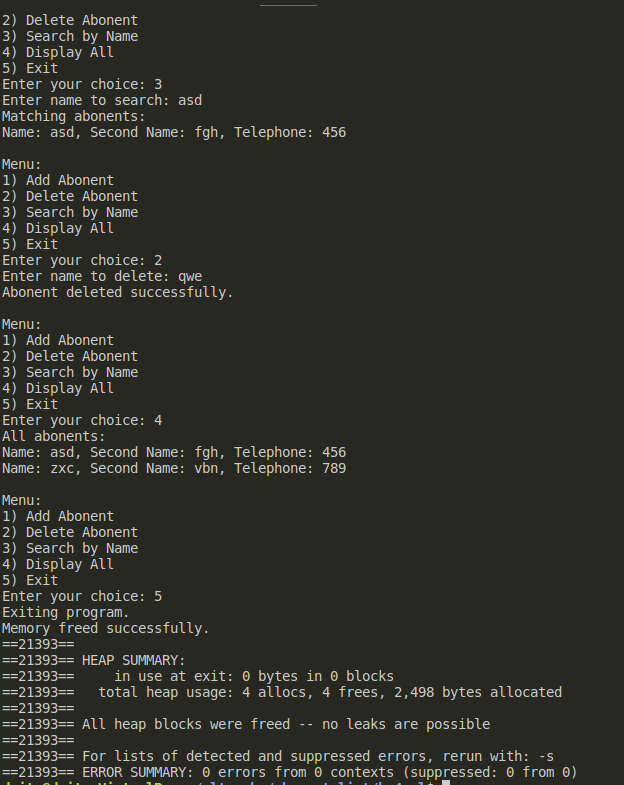 2) Delete Abonent
3) Search by Name
4) Display All
5) Exit
Enter your choice: 3
Enter name to search: asd
Matching abonents:
Name: asd, Second Name: fgh, Telephone: 456
Menu:
1) Add Abonent
2) Delete Abonent
3) Search by Name
4) Display All
5) Exit
Enter your choice: 2
Enter name to delete: qwe
Abonent deleted successfully.
Menu:
1) Add Abonent
2) Delete Abonent
3) Search by Name
4) Display All
5) Exit
Enter your choice: 4
All abonents:
Name: asd, Second Name: fgh, Telephone: 456
Name: zxc, Second Name: vbn, Telephone: 789
Menu:
1) Add Abonent
2) Delete Abonent
3) Search by Name
4) Display All
5) Exit
Enter your choice: 5
Exiting program.
Memory freed successfully.
==21393==
==21393== HEAP SUMMARY:
==21393==     in use at exit: 0 bytes in 0 blocks
==21393==   total heap usage: 4 allocs, 4 frees, 2,498 bytes allocated
==21393==
==21393== All heap blocks were freed -- no leaks are possible
==21393==
==21393== For lists of detected and suppressed errors, rerun with: -s
==21393== ERROR SUMMARY: 0 errors from 0 contexts (suppressed: 0 from 0)